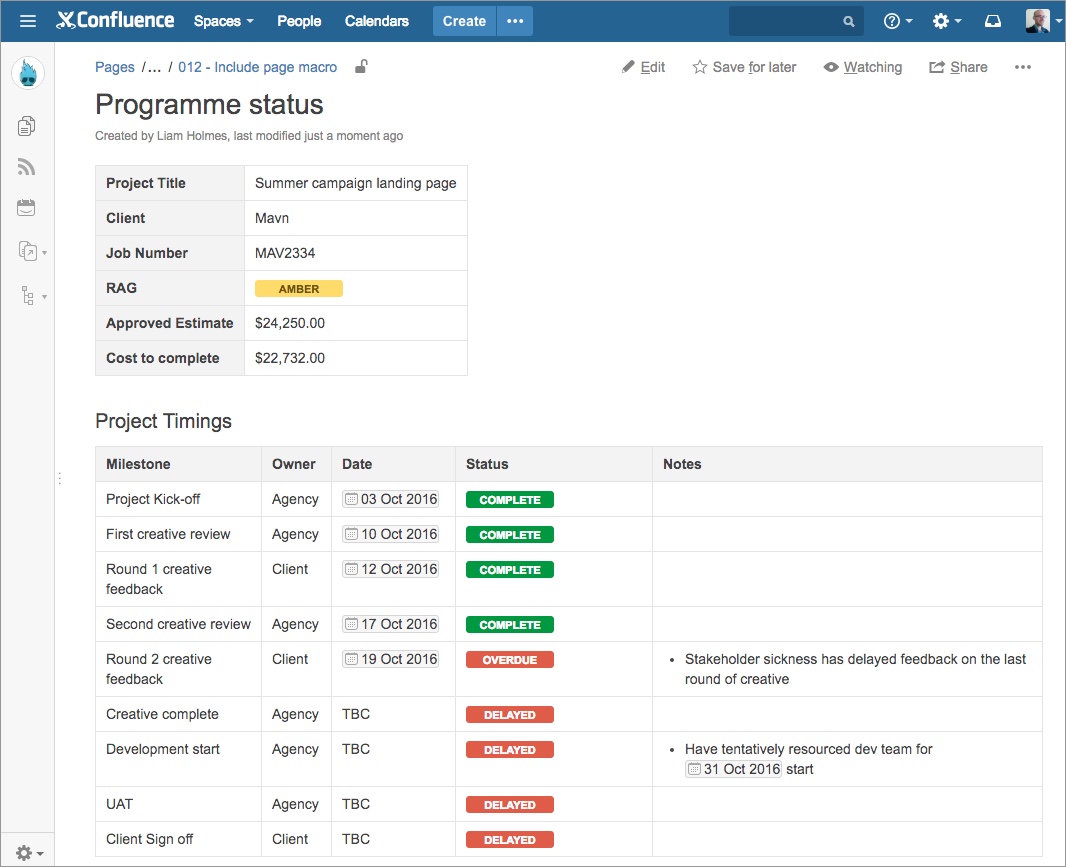 Confluence Spaces People Calendars Create
Pages /... / 012 - Include page macro Edit Save for later Watching Share
Programme status
Created by Liam Holmes, last modified just a moment ago
Project Title Summer campaign landing page
Client Mavn
Job Number MAV2334
RAG AMBER
Approved Estimate $24,250.00
Cost to complete $22,732.00
Project Timings
Milestone Owner Date Status Notes
Project Kick-off Agency 03 Oct 2016 COMPLETE
First creative review Agency 10 Oct 2016 COMPLETE
Round 1 creative Client 12 Oct 2016 COMPLETE
feedback
Second creative review Agency 17 Oct 2016 COMPLETE
Round 2 creative Client 19 Oct 2016 OVERDUE • Stakeholder sickness has delayed feedback on the last
feedback round of creative
Creative complete Agency TBC DELAYED
Development start Agency TBC DELAYED • Have tentatively resourced dev team for
31 Oct 2016 start
UAT Agency TBC DELAYED
Client Sign off Client TBC DELAYED